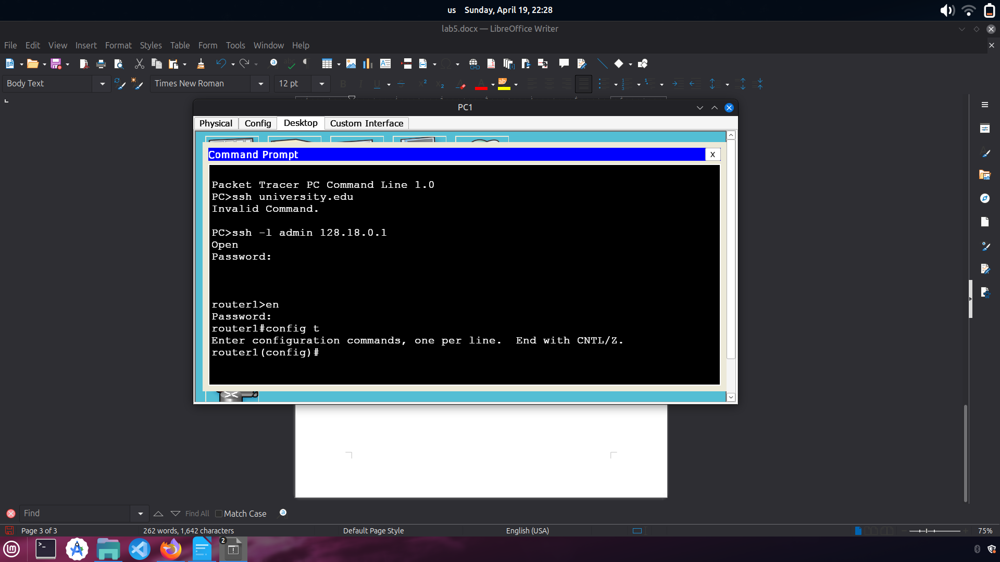 us Sunday, April 19, 22:28
lab5.docx — LibreOffice Writer
File Edit View Insert Format Styles Table Form Tools Window Help
Body Text Times New Roman 12 pt
PC1
Physical Config Desktop Custom Interface
Command Prompt X
Packet Tracer PC Command Line 1.0
PC>ssh university.edu
Invalid Command.
PC>ssh -l admin 128.18.0.1
Open
Password:
router1>en
Password:
router1#config t
Enter configuration commands, one per line.  End with CNTL/Z.
router1(config)#
Find Find All Match Case
Page 3 of 3 262 words, 1,642 characters Default Page Style English (USA) 75%
2